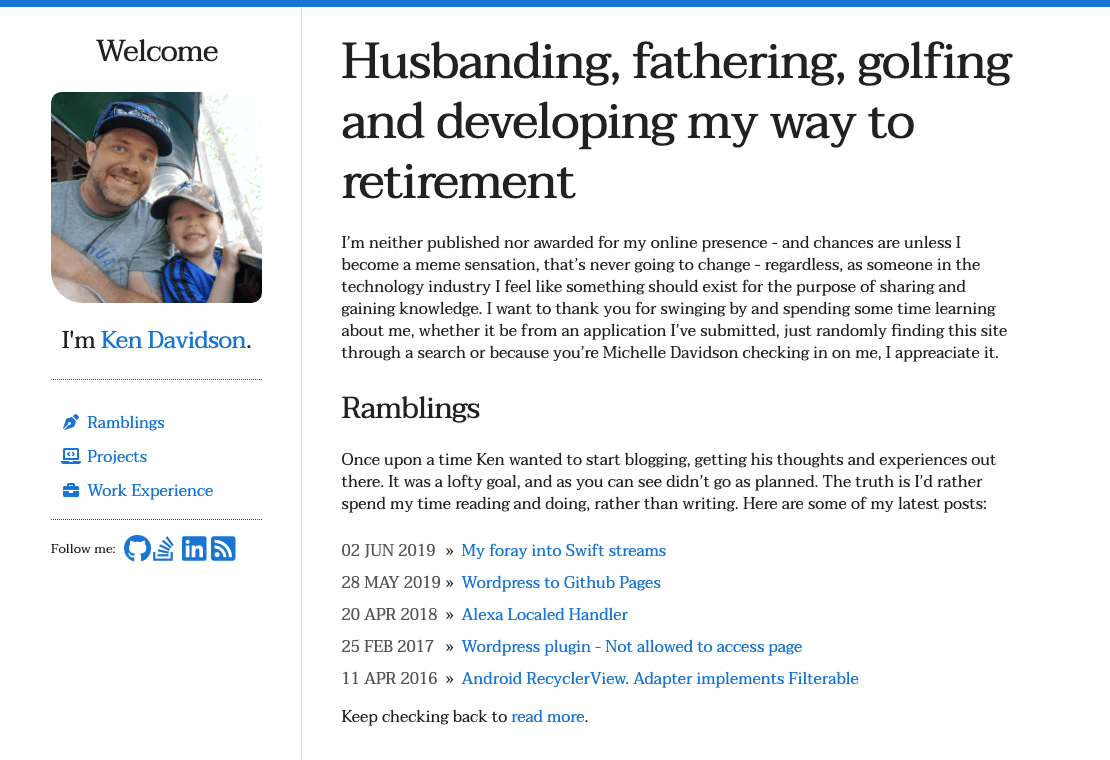 Welcome
I'm Ken Davidson.
Ramblings
Projects
Work Experience
Follow me:
Husbanding, fathering, golfing
and developing my way to
retirement
I’m neither published nor awarded for my online presence - and chances are unless I
become a meme sensation, that’s never going to change - regardless, as someone in the
technology industry I feel like something should exist for the purpose of sharing and
gaining knowledge. I want to thank you for swinging by and spending some time learning
about me, whether it be from an application I’ve submitted, just randomly finding this site
through a search or because you’re Michelle Davidson checking in on me, I appreaciate it.
Ramblings
Once upon a time Ken wanted to start blogging, getting his thoughts and experiences out
there. It was a lofty goal, and as you can see didn’t go as planned. The truth is I’d rather
spend my time reading and doing, rather than writing. Here are some of my latest posts:
02 JUN 2019 » My foray into Swift streams
28 MAY 2019 » Wordpress to Github Pages
20 APR 2018 » Alexa Localed Handler
25 FEB 2017 » Wordpress plugin - Not allowed to access page
11 APR 2016 » Android RecyclerView. Adapter implements Filterable
Keep checking back to read more.